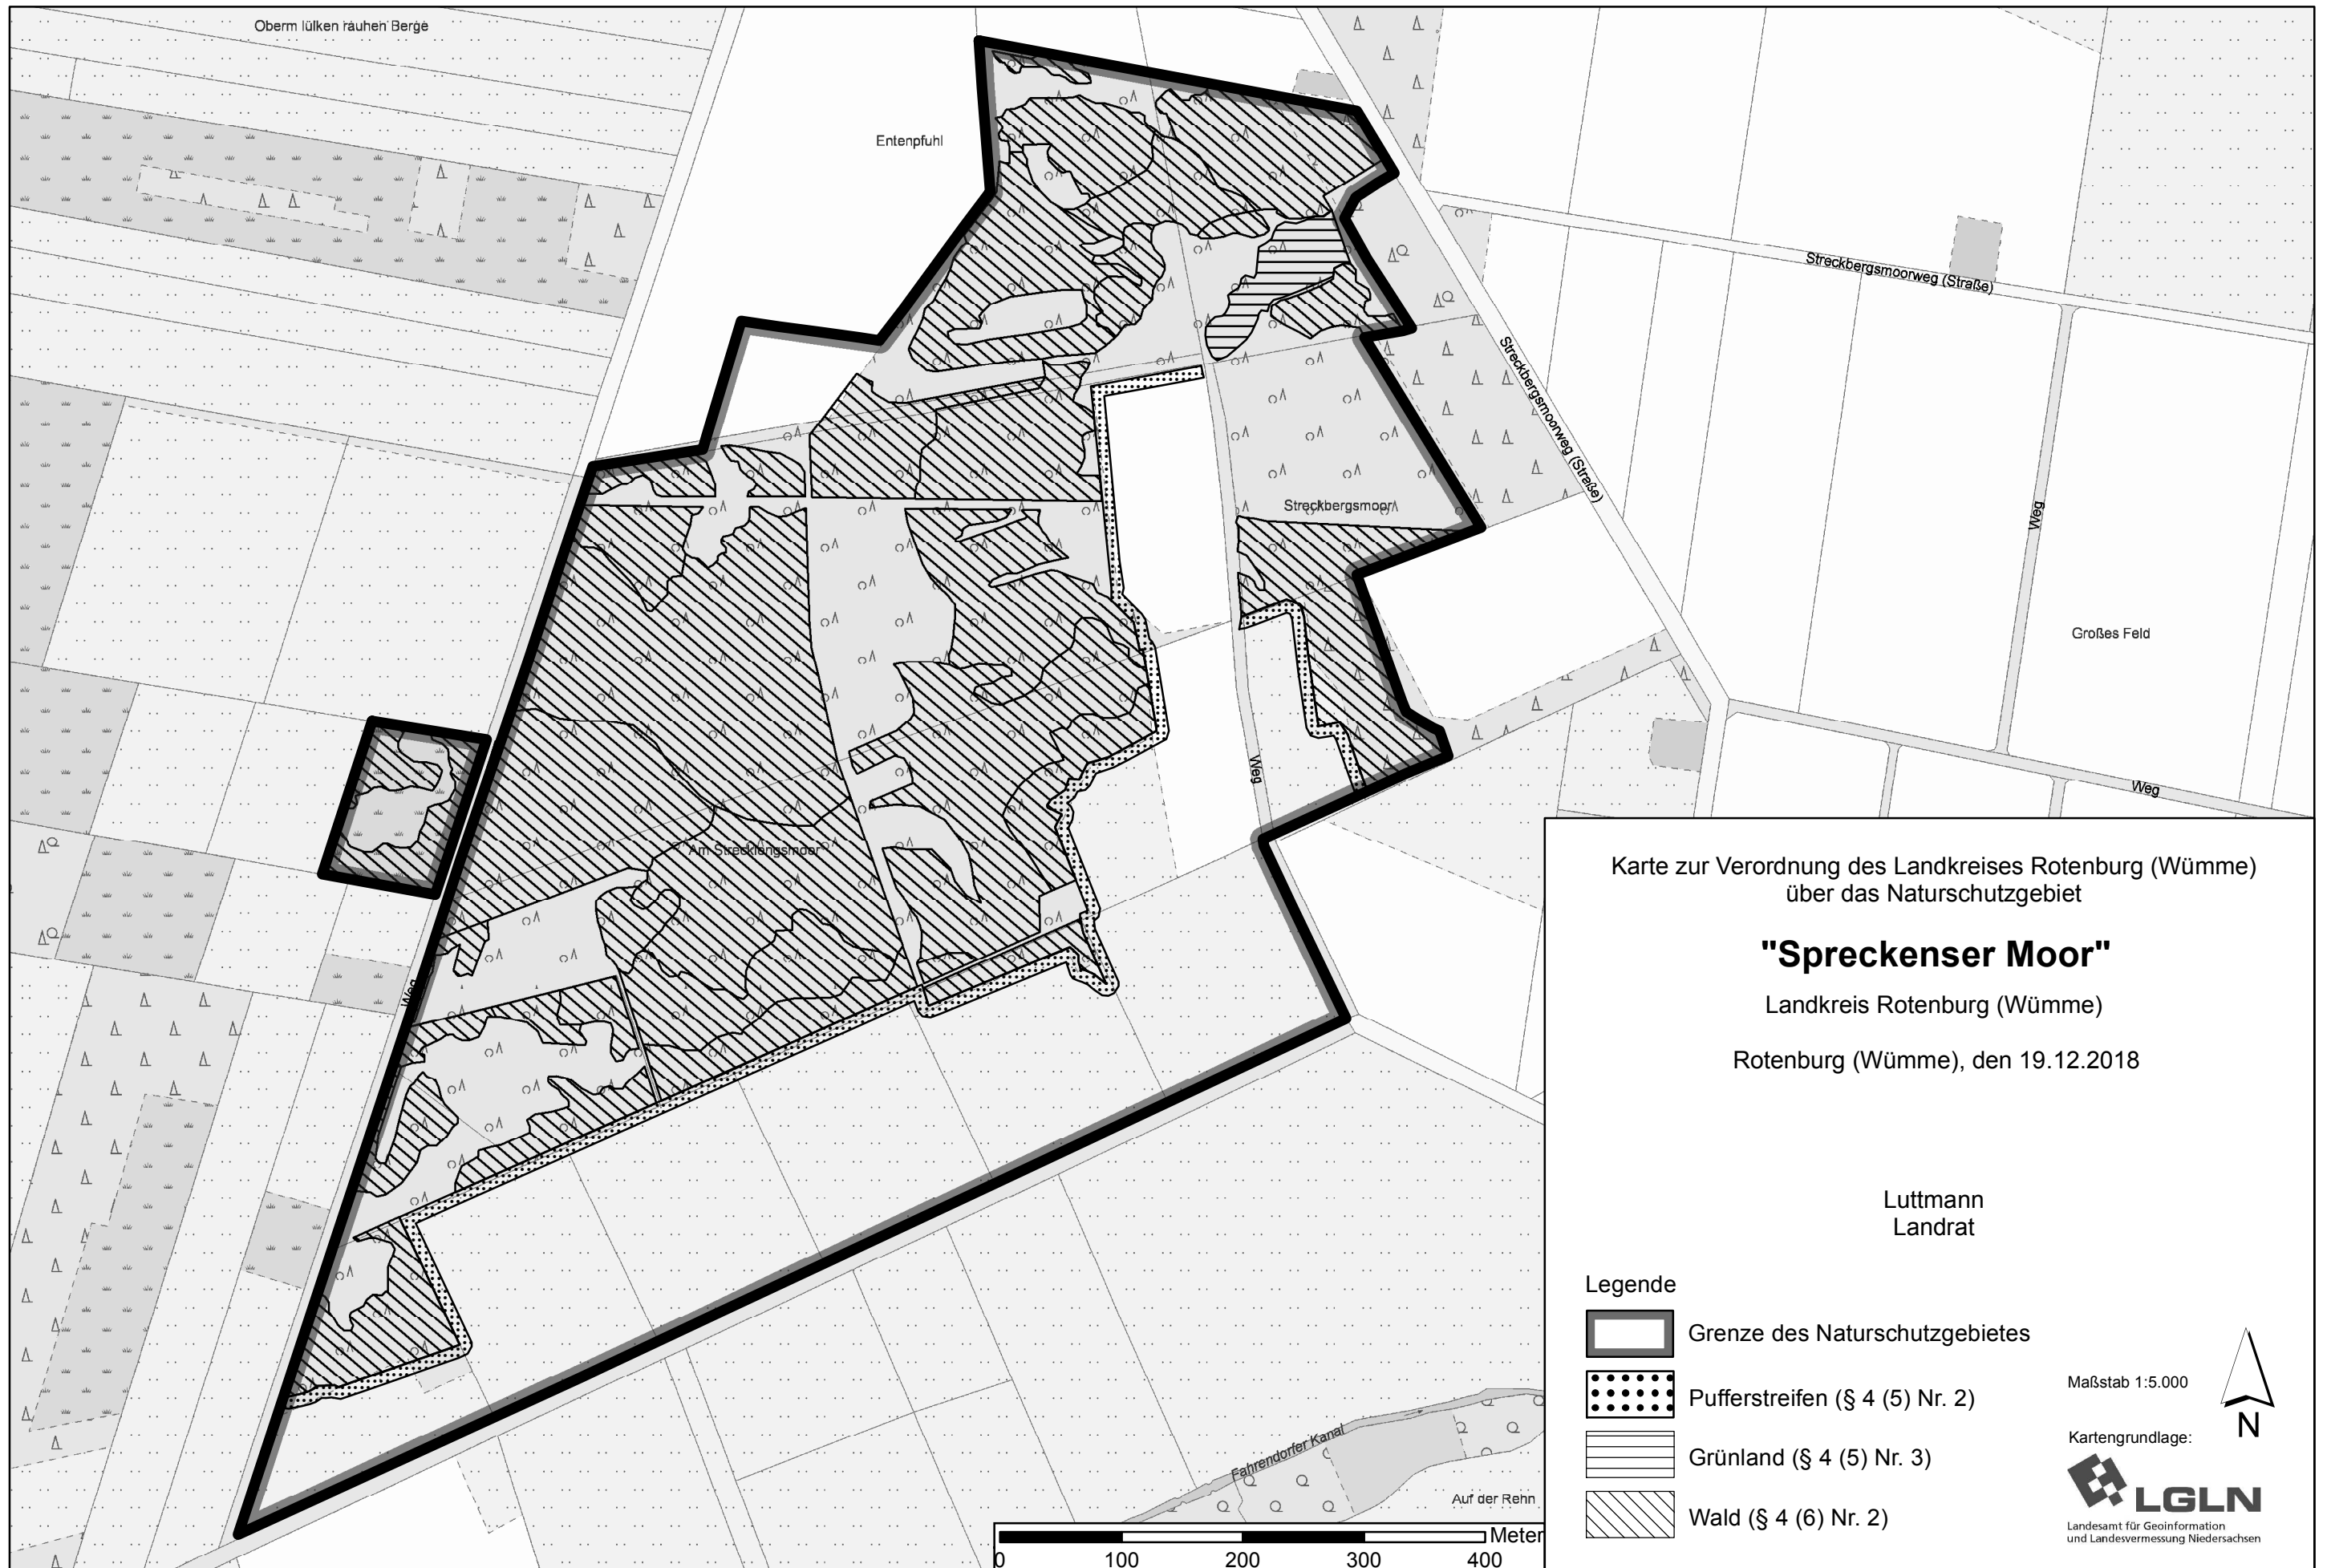 Oberm lülken rauhen Berge
Entenpfuhl
Streckbergsmoorweg (Straße)
Streckbergsmoorweg (Straße)
Streckbergsmoor
Weg
Großes Feld
Weg
Weg
Am Strecklengsmoor
Weg
Fahrendorfer Kanal
Auf der Rehn
Karte zur Verordnung des Landkreises Rotenburg (Wümme)
über das Naturschutzgebiet
"Spreckenser Moor"
Landkreis Rotenburg (Wümme)
Rotenburg (Wümme), den 19.12.2018
Luttmann
Landrat
Legende
Grenze des Naturschutzgebietes
Pufferstreifen (§ 4 (5) Nr. 2)
Grünland (§ 4 (5) Nr. 3)
Wald (§ 4 (6) Nr. 2)
Maßstab 1:5.000
N
Kartengrundlage:
LGLN
Landesamt für Geoinformation
und Landesvermessung Niedersachsen
Meter
0 100 200 300 400